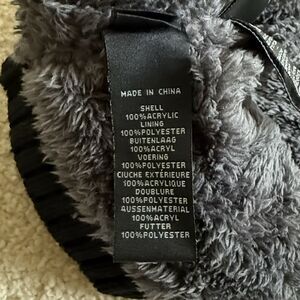 MADE IN CHINA
SHELL
100%ACRYLIC
LINING
100%POLYESTER
BUITENLAAG
100%ACRYL
VOERING
100%POLYESTER
CIUCHE EXTÉRIEURE
100%ACRYLIQUE
DOUBLURE
100%POLYESTER
AUSSENMATERIAL
100%ACRYL
FUTTER
100%POLYESTER